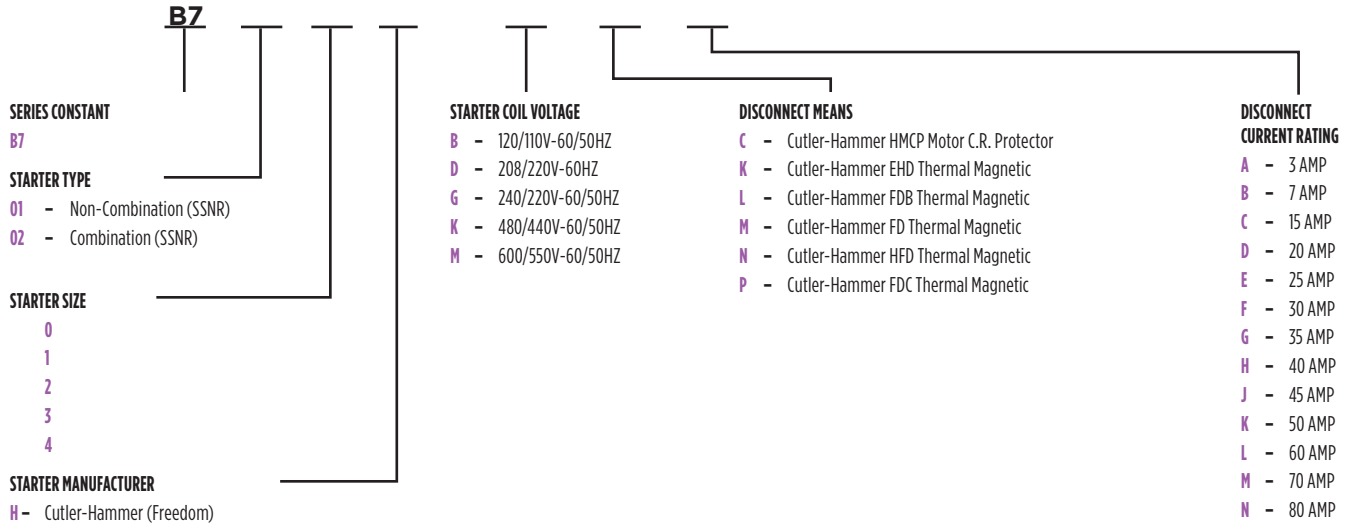 B7
SERIES CONSTANT
B7
STARTER TYPE
01 – Non-Combination (SSNR)
02 – Combination (SSNR)
STARTER SIZE
0
1
2
3
4
STARTER MANUFACTURER
H – Cutler-Hammer (Freedom)
STARTER COIL VOLTAGE
B – 120/110V-60/50HZ
D – 208/220V-60HZ
G – 240/220V-60/50HZ
K – 480/440V-60/50HZ
M – 600/550V-60/50HZ
DISCONNECT MEANS
C – Cutler-Hammer HMCP Motor C.R. Protector
K – Cutler-Hammer EHD Thermal Magnetic
L – Cutler-Hammer FDB Thermal Magnetic
M – Cutler-Hammer FD Thermal Magnetic
N – Cutler-Hammer HFD Thermal Magnetic
P – Cutler-Hammer FDC Thermal Magnetic
DISCONNECT
CURRENT RATING
A – 3 AMP
B – 7 AMP
C – 15 AMP
D – 20 AMP
E – 25 AMP
F – 30 AMP
G – 35 AMP
H – 40 AMP
J – 45 AMP
K – 50 AMP
L – 60 AMP
M – 70 AMP
N – 80 AMP